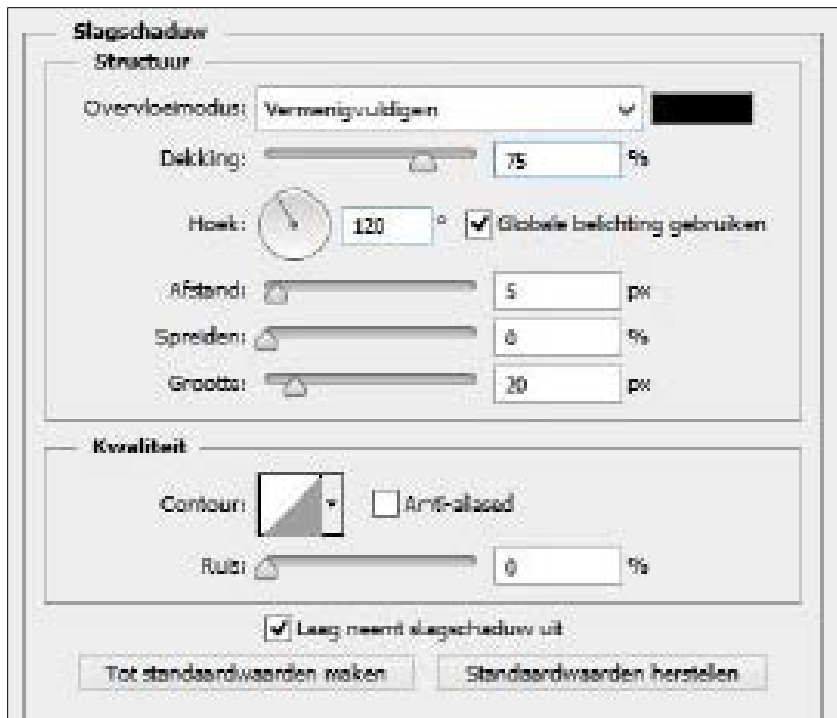 Slagschaduw
Structuur
Overvloeimodus: Vermenigvuldigen
Dekking: 75 %
Hoek: 120 ° Globale belichting gebruiken
Afstand: 5 px
Spreiden: 0 %
Grootte: 20 px
Kwaliteit
Contour: Anti-aliased
Ruis: 0 %
Laag neemt slagschaduw uit
Tot standaardwaarden maken Standaardwaarden herstellen